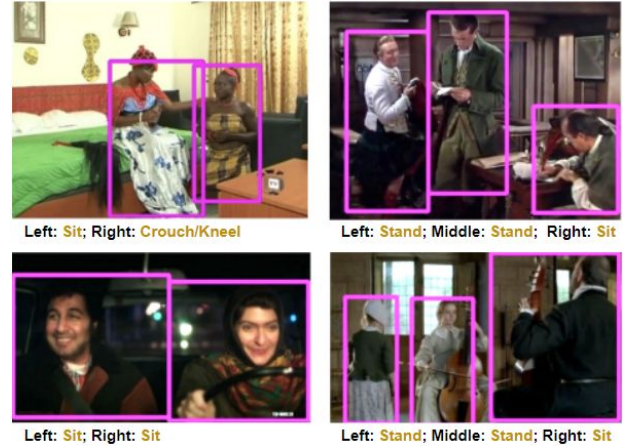 Left: Sit; Right: Crouch/Kneel
Left: Stand; Middle: Stand; Right: Sit
Left: Sit; Right: Sit
Left: Stand; Middle: Stand; Right: Sit